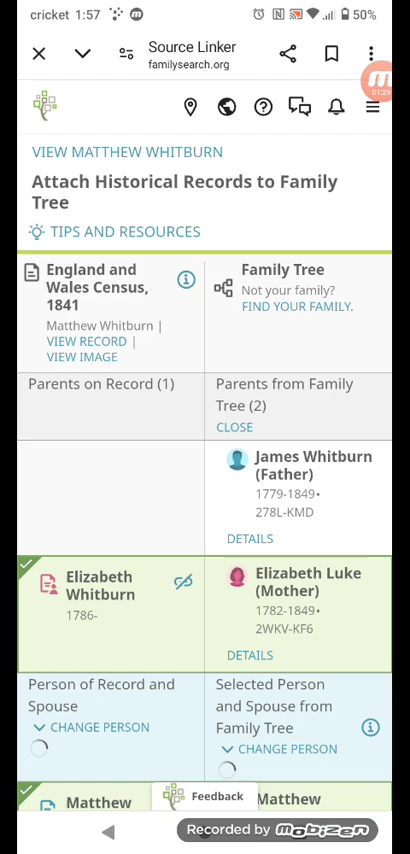 cricket 1:57
50%
Source Linker
familysearch.org
01:29
VIEW MATTHEW WHITBURN
Attach Historical Records to Family
Tree
TIPS AND RESOURCES
England and
Wales Census,
1841
Matthew Whitburn |
VIEW RECORD |
VIEW IMAGE
Family Tree
Not your family?
FIND YOUR FAMILY.
Parents on Record (1)
Parents from Family
Tree (2)
CLOSE
James Whitburn
(Father)
1779-1849•
278L-KMD
DETAILS
Elizabeth
Whitburn
1786-
Elizabeth Luke
(Mother)
1782-1849•
2WKV-KF6
DETAILS
Person of Record and
Spouse
CHANGE PERSON
Selected Person
and Spouse from
Family Tree
CHANGE PERSON
Matthew
Matthew
Feedback
Recorded by mobizen